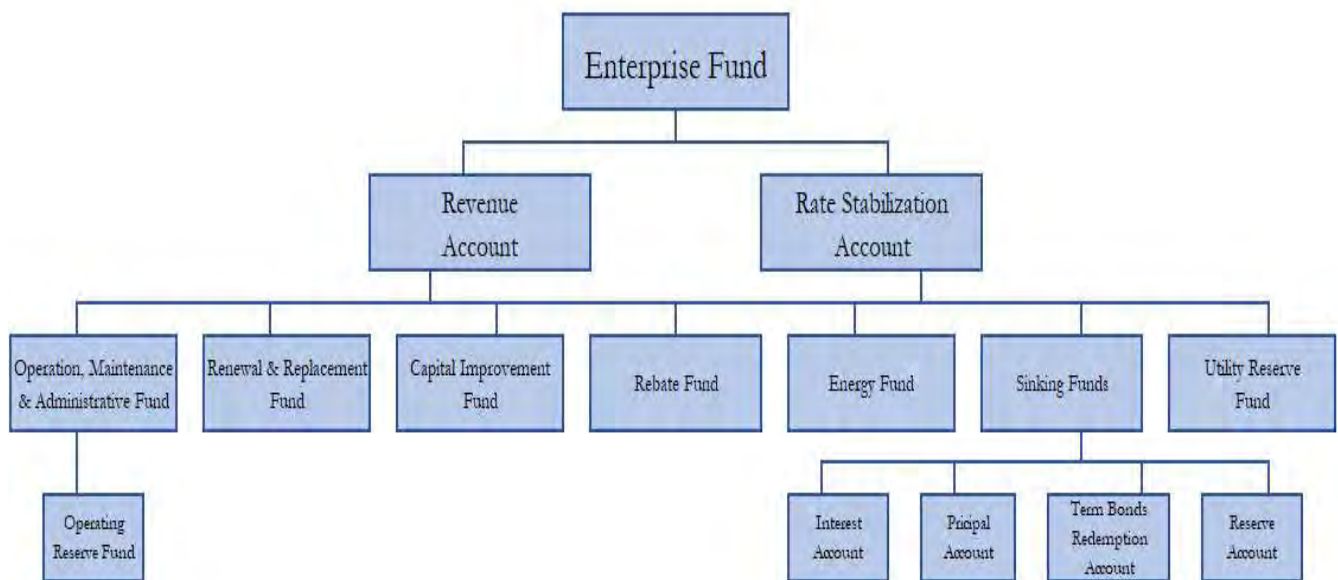 Enterprise Fund
Revenue
Account
Rate Stabilization
Account
Operation, Maintenance
& Administrative Fund
Renewal & Replacement
Fund
Capital Improvement
Fund
Rebate Fund
Energy Fund
Sinking Funds
Utility Reserve
Fund
Operating
Reserve Fund
Interest
Account
Pricipal
Account
Term Bonds
Redemption
Account
Reserve
Account